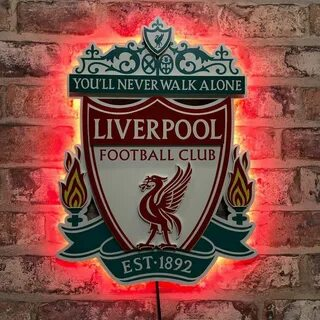 YOU'LL NEVER WALK ALONE
LIVERPOOL
FOOTBALL CLUB
EST·1892